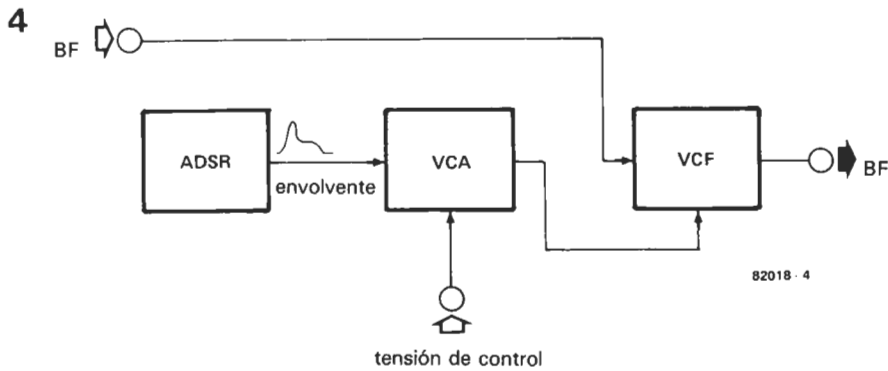 4
BF
ADSR
envolvente
VCA
VCF
BF
82018 - 4
tensión de control